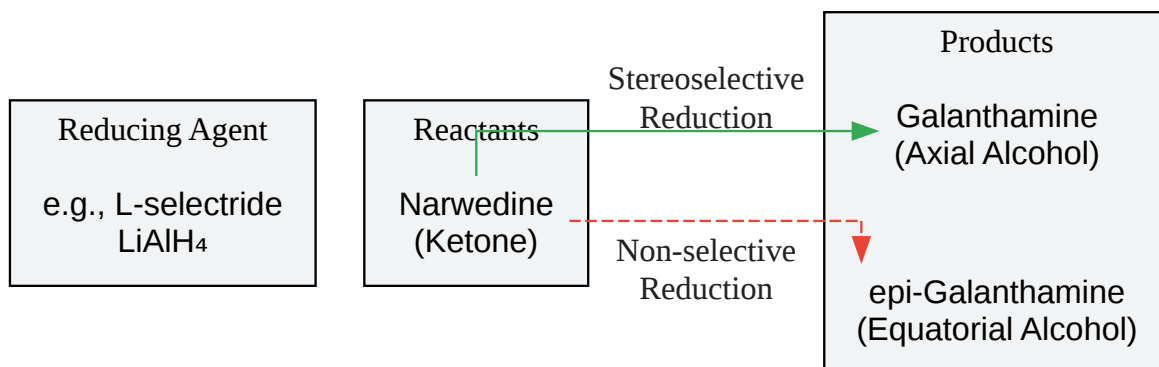 Reducing Agent
e.g., L-selectride
LiAlH₄
Reactants
Narwedine
(Ketone)
Stereoselective
Reduction
Non-selective
Reduction
Products
Galanthamine
(Axial Alcohol)
epi-Galanthamine
(Equatorial Alcohol)